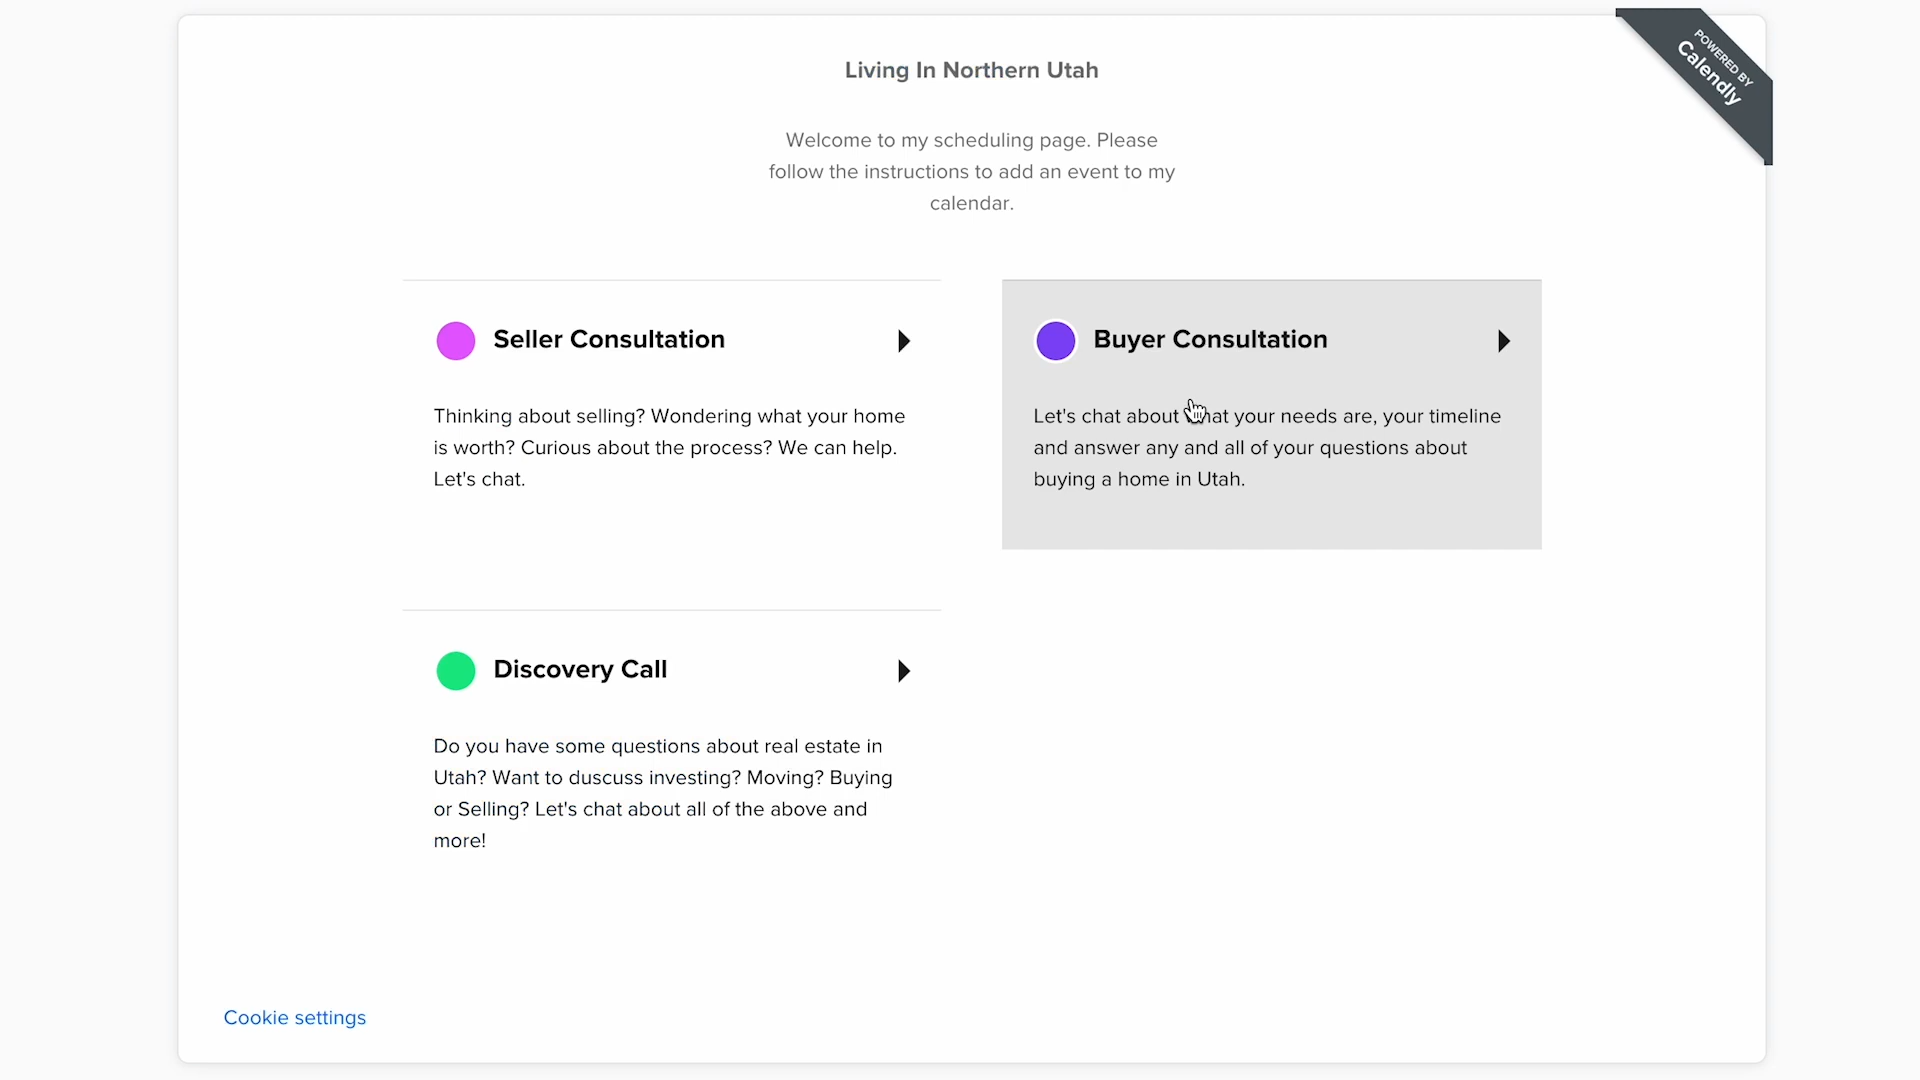 Living In Northern Utah
POWERED BY
Calendly
Welcome to my scheduling page. Please
follow the instructions to add an event to my
calendar.
Seller Consultation
Thinking about selling? Wondering what your home
is worth? Curious about the process? We can help.
Let's chat.
Buyer Consultation
Let's chat about what your needs are, your timeline
and answer any and all of your questions about
buying a home in Utah.
Discovery Call
Do you have some questions about real estate in
Utah? Want to duscuss investing? Moving? Buying
or Selling? Let's chat about all of the above and
more!
Cookie settings